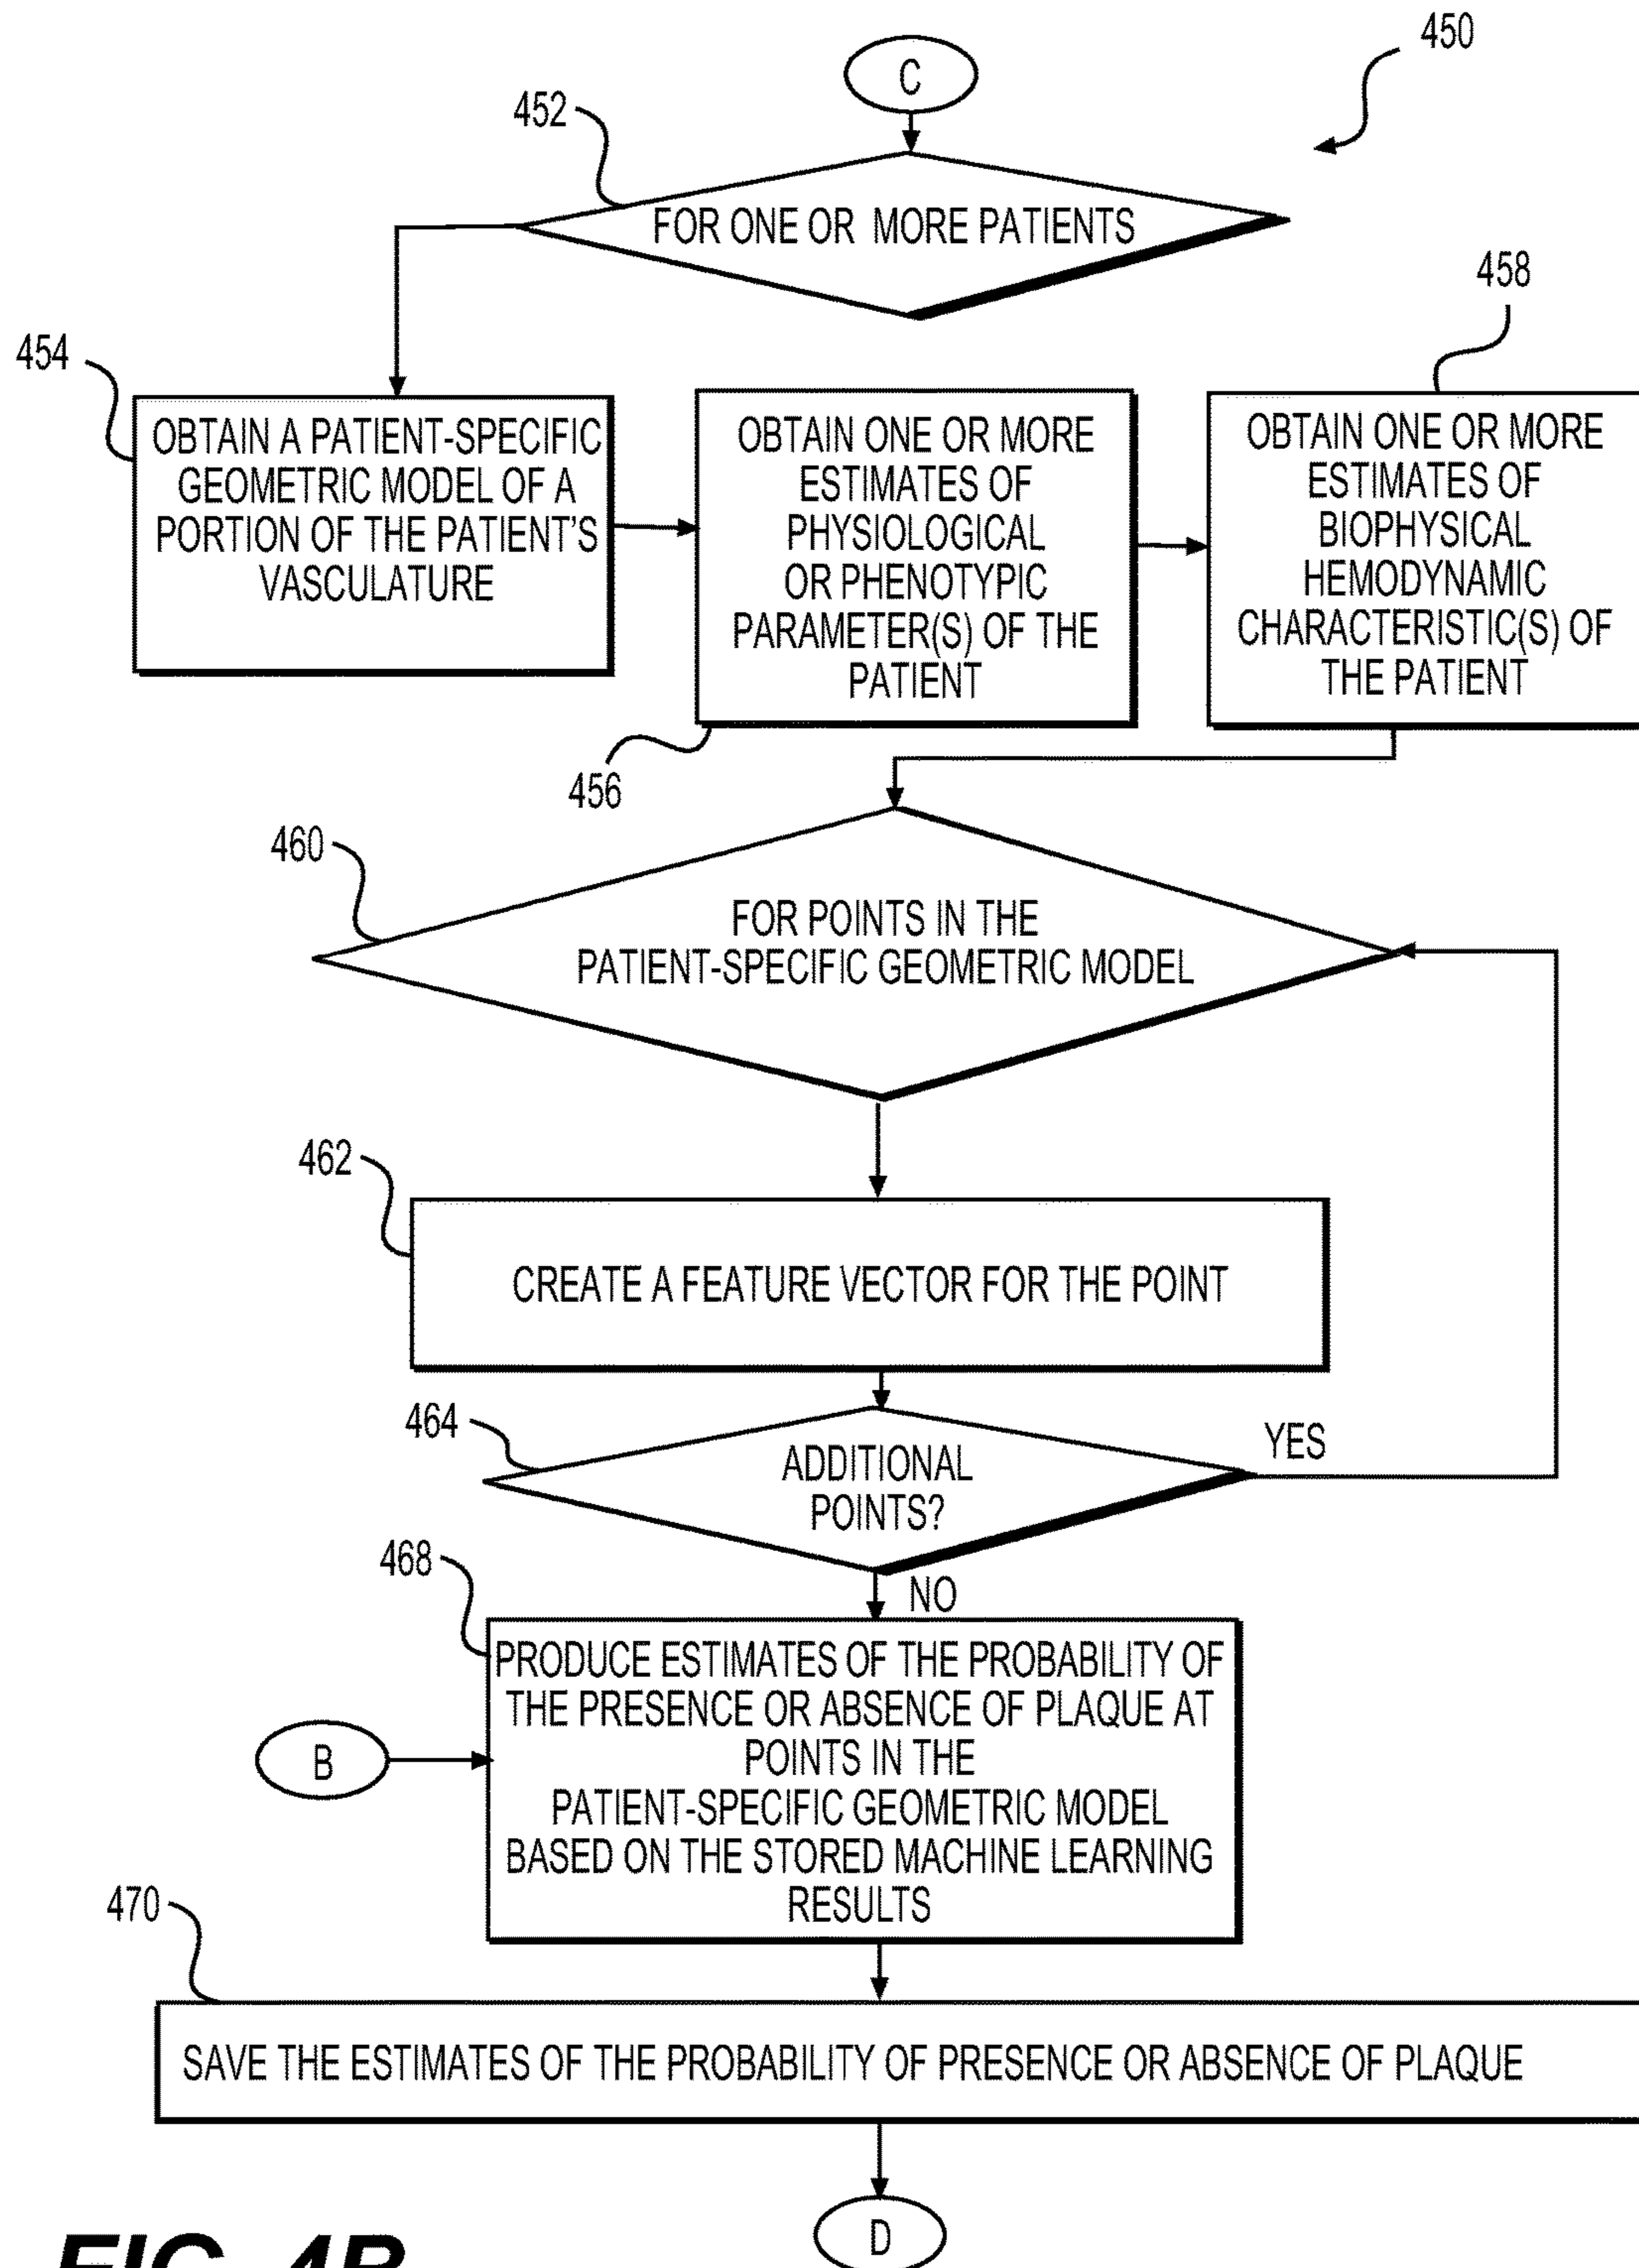 450
C
452
FOR ONE OR MORE PATIENTS
458
454
OBTAIN A PATIENT-SPECIFIC
GEOMETRIC MODEL OF A
PORTION OF THE PATIENT'S
VASCULATURE
OBTAIN ONE OR MORE
ESTIMATES OF
PHYSIOLOGICAL
OR PHENOTYPIC
PARAMETER(S) OF THE
PATIENT
OBTAIN ONE OR MORE
ESTIMATES OF
BIOPHYSICAL
HEMODYNAMIC
CHARACTERISTIC(S) OF
THE PATIENT
456
460
FOR POINTS IN THE
PATIENT-SPECIFIC GEOMETRIC MODEL
462
CREATE A FEATURE VECTOR FOR THE POINT
464
ADDITIONAL
POINTS?
YES
468
NO
PRODUCE ESTIMATES OF THE PROBABILITY OF
THE PRESENCE OR ABSENCE OF PLAQUE AT
POINTS IN THE
PATIENT-SPECIFIC GEOMETRIC MODEL
BASED ON THE STORED MACHINE LEARNING
RESULTS
B
470
SAVE THE ESTIMATES OF THE PROBABILITY OF PRESENCE OR ABSENCE OF PLAQUE
D
FIG. 4B